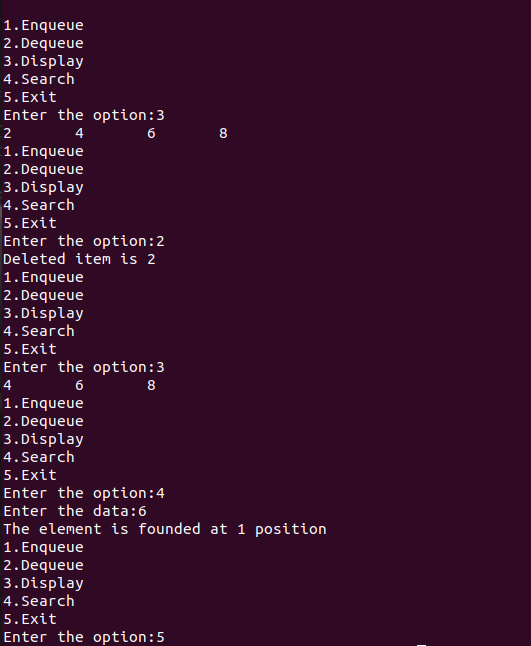 1.Enqueue
2.Dequeue
3.Display
4.Search
5.Exit
Enter the option:3
2 4 6 8
1.Enqueue
2.Dequeue
3.Display
4.Search
5.Exit
Enter the option:2
Deleted item is 2
1.Enqueue
2.Dequeue
3.Display
4.Search
5.Exit
Enter the option:3
4 6 8
1.Enqueue
2.Dequeue
3.Display
4.Search
5.Exit
Enter the option:4
Enter the data:6
The element is founded at 1 position
1.Enqueue
2.Dequeue
3.Display
4.Search
5.Exit
Enter the option:5